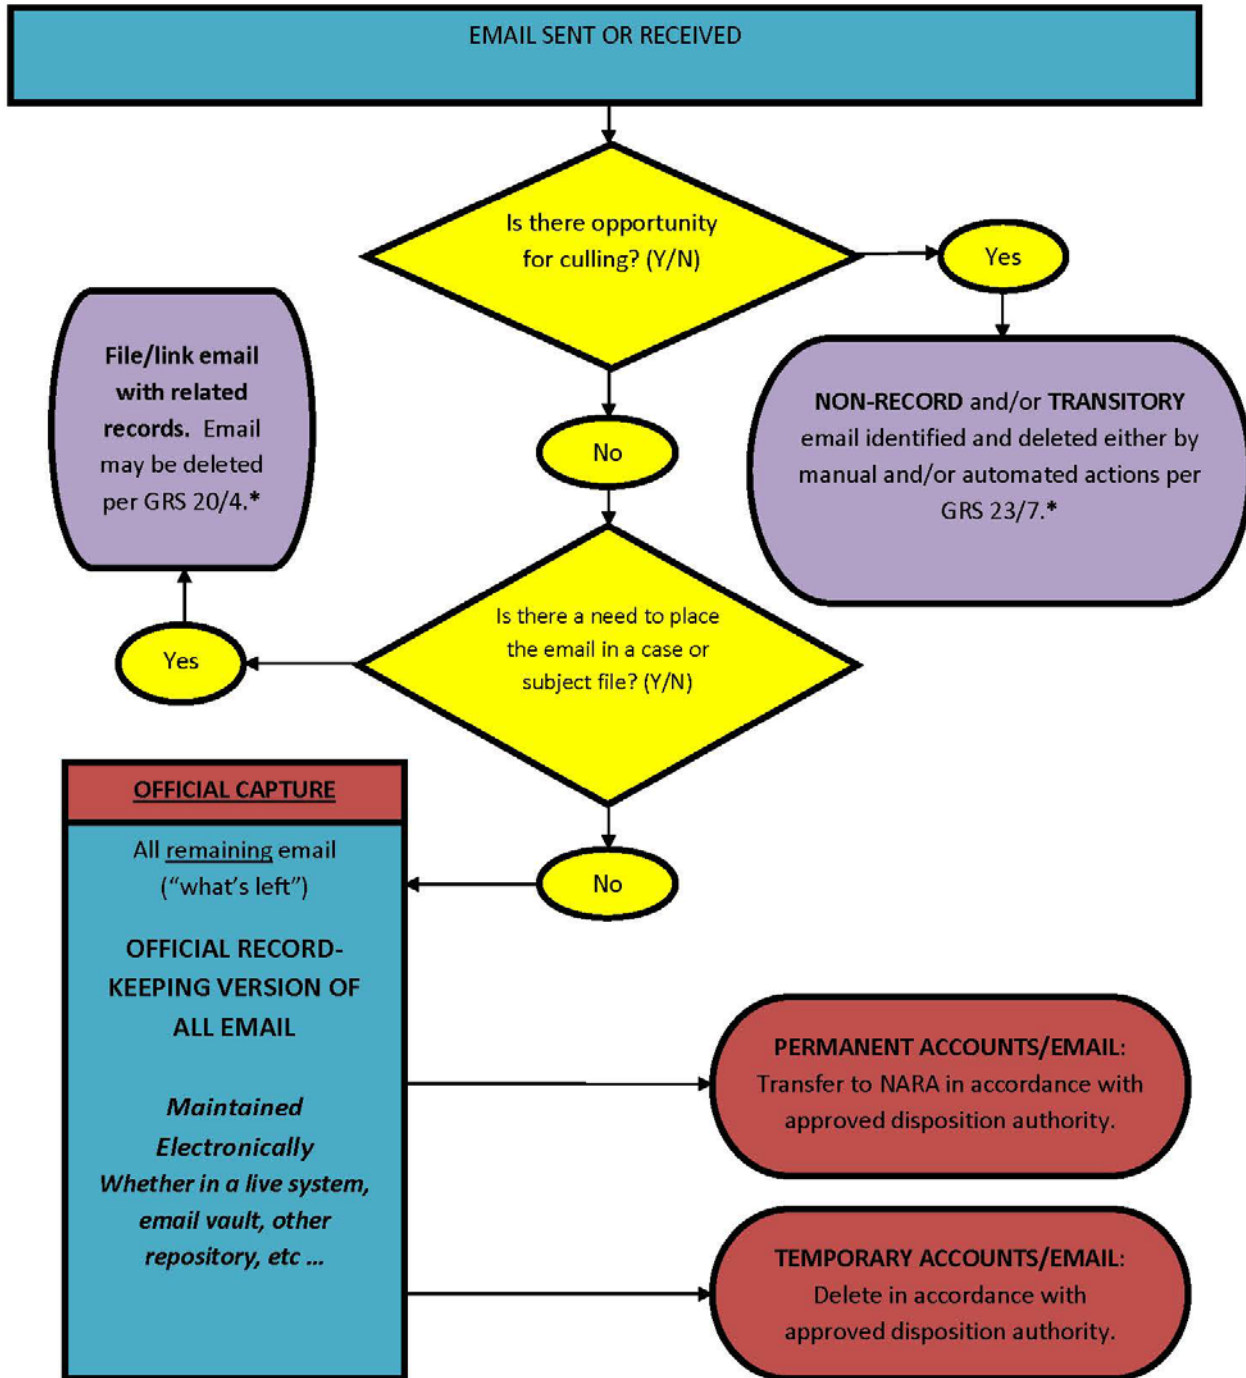 EMAIL SENT OR RECEIVED
Is there opportunity
for culling? (Y/N)
Yes
File/link email
with related
records. Email
may be deleted
per GRS 20/4.*
NON-RECORD and/or TRANSITORY
email identified and deleted either by
manual and/or automated actions per
GRS 23/7.*
No
Is there a need to place
the email in a case or
subject file? (Y/N)
Yes
No
OFFICIAL CAPTURE
All remaining email
(“what’s left”)
OFFICIAL RECORD-
KEEPING VERSION OF
ALL EMAIL
Maintained
Electronically
Whether in a live system,
email vault, other
repository, etc ...
PERMANENT ACCOUNTS/EMAIL:
Transfer to NARA in accordance with
approved disposition authority.
TEMPORARY ACCOUNTS/EMAIL:
Delete in accordance with
approved disposition authority.